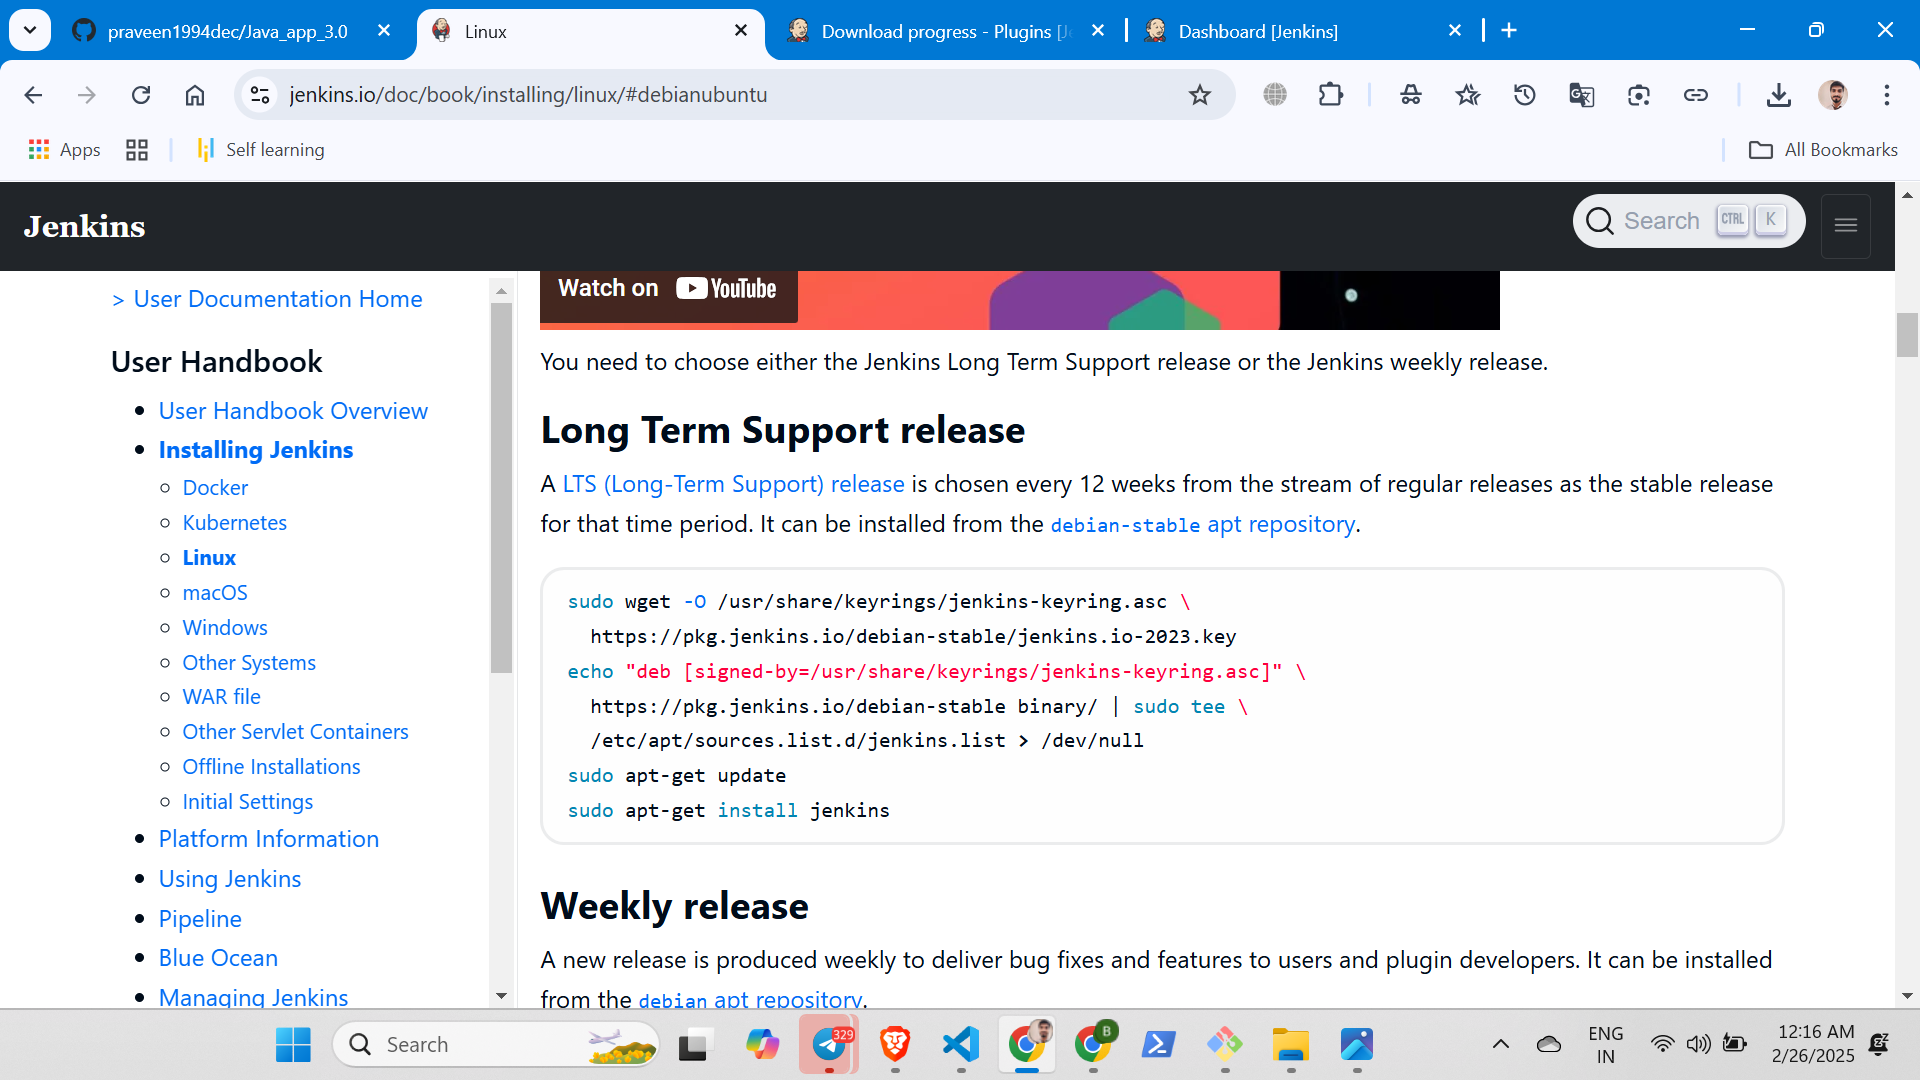 praveen1994dec/Java_app_3.0
Linux
Download progress - Plugins [Je
Dashboard [Jenkins]
jenkins.io/doc/book/installing/linux/#debianubuntu
Apps
Self learning
All Bookmarks
Jenkins
Search CTRL K
> User Documentation Home
User Handbook
User Handbook Overview
Installing Jenkins
Docker
Kubernetes
Linux
macOS
Windows
Other Systems
WAR file
Other Servlet Containers
Offline Installations
Initial Settings
Platform Information
Using Jenkins
Pipeline
Blue Ocean
Managing Jenkins
Watch on YouTube
You need to choose either the Jenkins Long Term Support release or the Jenkins weekly release.
Long Term Support release
A LTS (Long-Term Support) release is chosen every 12 weeks from the stream of regular releases as the stable release
for that time period. It can be installed from the debian-stable apt repository.
sudo wget -O /usr/share/keyrings/jenkins-keyring.asc \
https://pkg.jenkins.io/debian-stable/jenkins.io-2023.key
echo "deb [signed-by=/usr/share/keyrings/jenkins-keyring.asc]" \
https://pkg.jenkins.io/debian-stable binary/ | sudo tee \
/etc/apt/sources.list.d/jenkins.list > /dev/null
sudo apt-get update
sudo apt-get install jenkins
Weekly release
A new release is produced weekly to deliver bug fixes and features to users and plugin developers. It can be installed
from the debian apt repository.
Search
329
B
ENG
IN
12:16 AM
2/26/2025